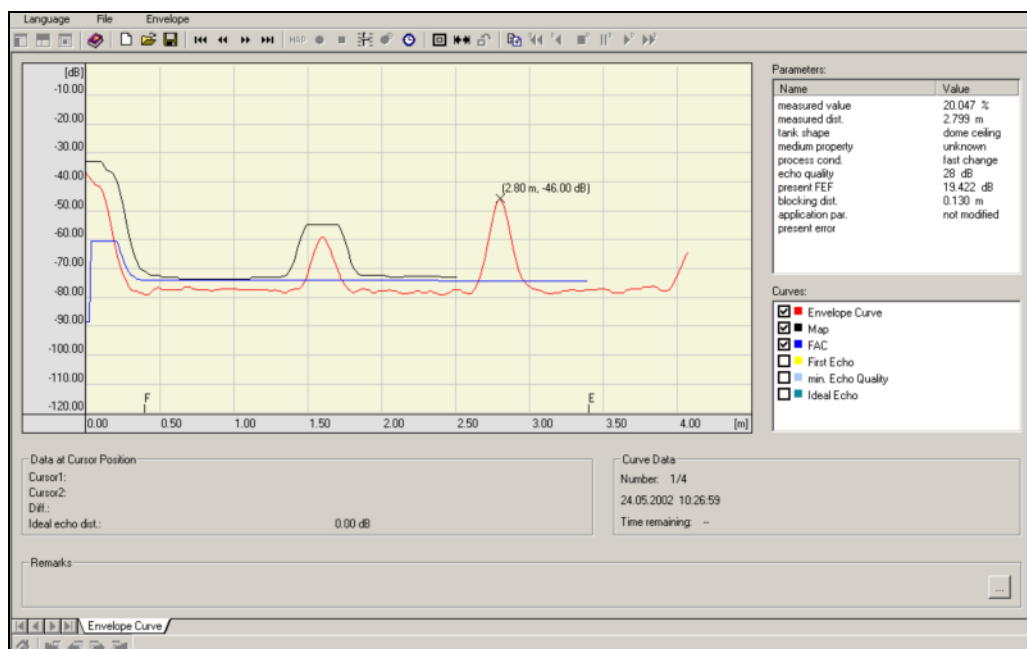 Language File Envelope
MAP
[dB]
-10.00
-20.00
-30.00
-40.00
-50.00
-60.00
-70.00
-80.00
-90.00
-100.00
-110.00
-120.00
(2.80 m, -46.00 dB)
F
E
0.00 0.50 1.00 1.50 2.00 2.50 3.00 3.50 4.00 [m]
Parameters:
Name Value
measured value 20.047 %
measured dist. 2.799 m
tank shape dome ceiling
medium property unknown
process cond. fast change
echo quality 28 dB
present FEF 19.422 dB
blocking dist. 0.130 m
application par. not modified
present error
Curves:
Envelope Curve
Map
FAC
First Echo
min. Echo Quality
Ideal Echo
Data at Cursor Position
Cursor1:
Cursor2:
Diff.:
Ideal echo dist.: 0.00 dB
Curve Data
Number: 1/4
24.05.2002 10:26:59
Time remaining: --
Remarks
...
Envelope Curve